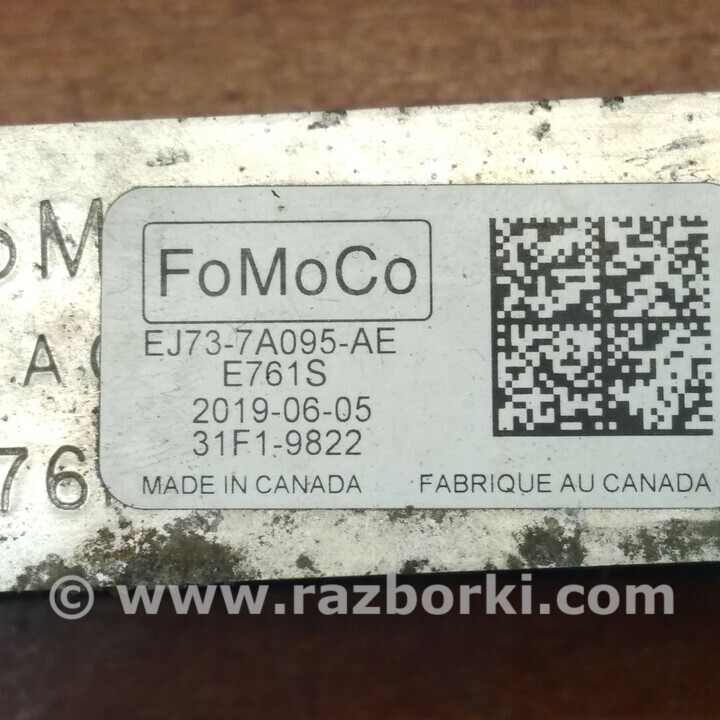 FoMoCo
EJ73-7A095-AE
E761S
2019-06-05
31F1-9822
MADE IN CANADA
FABRIQUE AU CANADA
© www.razborki.com